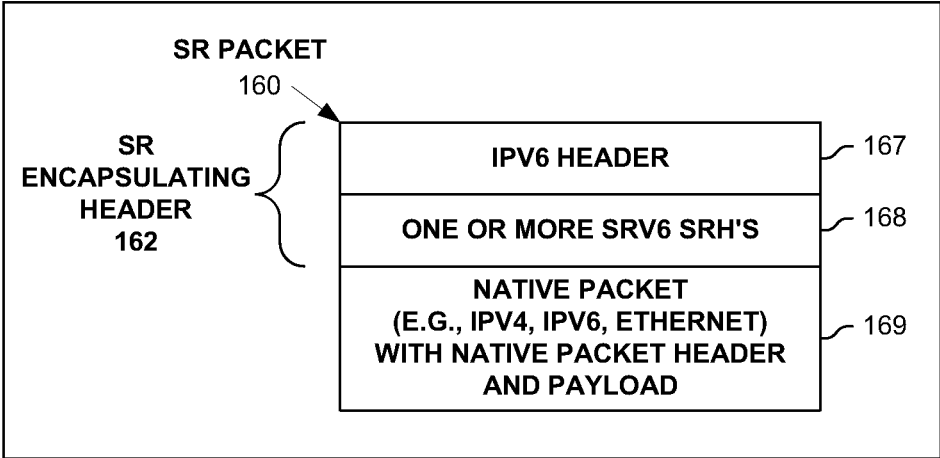 SR PACKET
160
SR
ENCAPSULATING
HEADER
162
IPV6 HEADER
167
ONE OR MORE SRV6 SRH'S
168
NATIVE PACKET
(E.G., IPV4, IPV6, ETHERNET)
WITH NATIVE PACKET HEADER
AND PAYLOAD
169